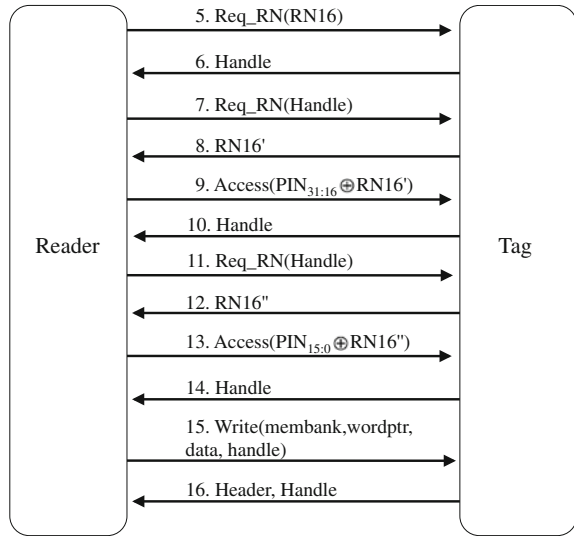 5. Req_RN(RN16)
6. Handle
7. Req_RN(Handle)
8. RN16'
9. Access(PIN31:16⊕RN16')
10. Handle
Reader
Tag
11. Req_RN(Handle)
12. RN16"
13. Access(PIN15:0⊕RN16")
14. Handle
15. Write(membank,wordptr,
data, handle)
16. Header, Handle